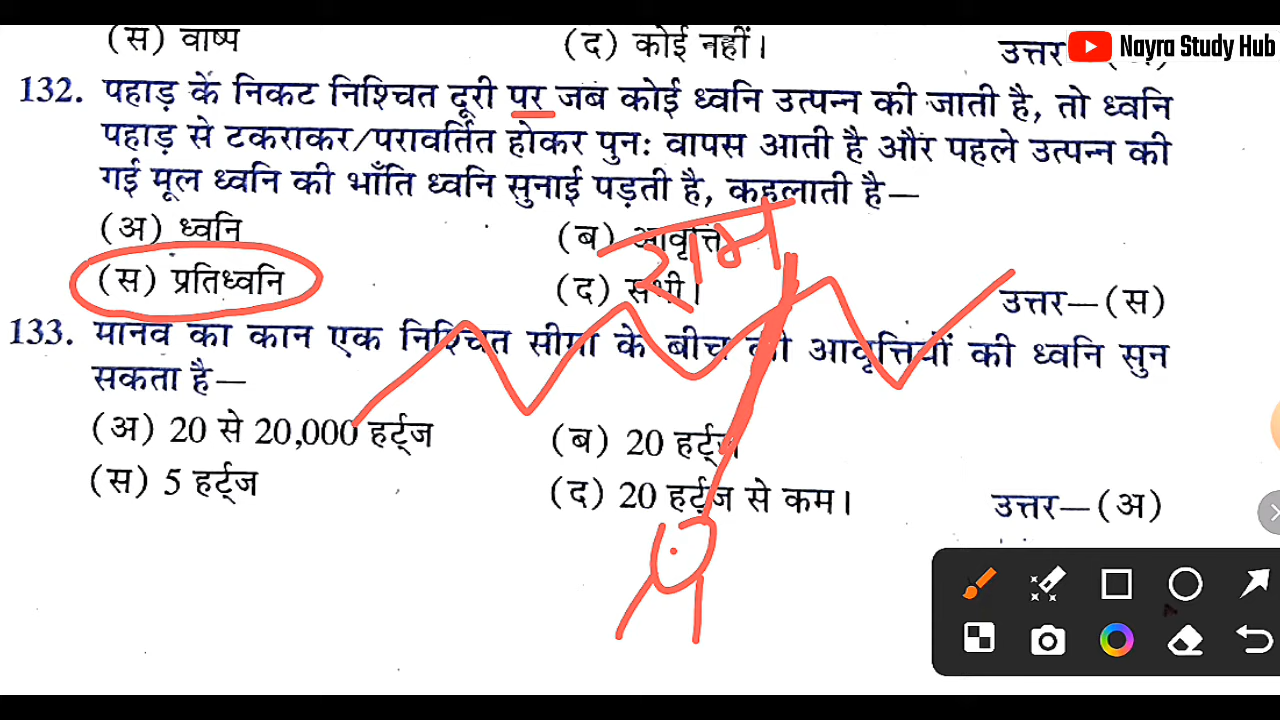 (स) वाष्प (द) कोई नहीं। उत्तर
Nayra Study Hub
132. पहाड़ के निकट निश्चित दूरी पर जब कोई ध्वनि उत्पन्न की जाती है, तो ध्वनि
पहाड़ से टकराकर/परावर्तित होकर पुनः वापस आती है और पहले उत्पन्न की
गई मूल ध्वनि की भाँति ध्वनि सुनाई पड़ती है, कहलाती है—
(अ) ध्वनि (ब) आवृत्ति
राम
(स) प्रतिध्वनि (द) सभी। उत्तर—(स)
133. मानव का कान एक निश्चित सीमा के बीच की आवृत्तियों की ध्वनि सुन
सकता है—
(अ) 20 से 20,000 हर्ट्ज (ब) 20 हर्ट्ज
(स) 5 हर्ट्ज (द) 20 हर्ट्ज से कम। उत्तर—(अ)